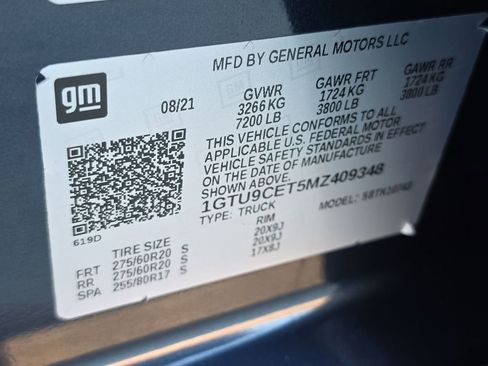 MFD BY GENERAL MOTORS LLC
gm
08/21
GVWR GAWR FRT GAWR RR
3266 KG 1724 KG 1724 KG
7200 LB 3800 LB 3800 LB
THIS VEHICLE CONFORMS TO ALL
APPLICABLE U.S. FEDERAL MOTOR
VEHICLE SAFETY STANDARDS IN EFFECT
ON THE DATE OF MANUFACTURE
SHOWN ABOVE.
1GTU9CET5MZ409348
TYPE: TRUCK MODEL:
619D
TIRE SIZE RIM
FRT 275/60R20 S 20X9J
RR 275/60R20 S 20X9J
SPA 255/80R17 S 17X8J